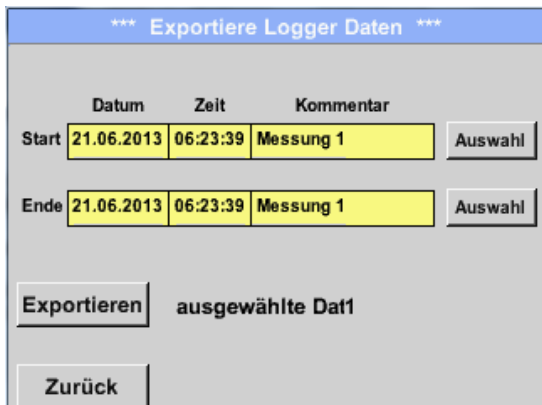 *** Exportiere Logger Daten ***
Datum Zeit Kommentar
Start 21.06.2013 06:23:39 Messung 1 Auswahl
Ende 21.06.2013 06:23:39 Messung 1 Auswahl
Exportieren ausgewählte Dat1
Zurück